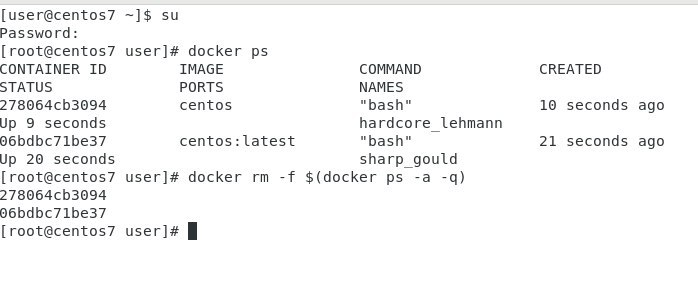 [user@centos7 ~]$ su
Password:
[root@centos7 user]# docker ps
CONTAINER ID        IMAGE               COMMAND             CREATED
STATUS              PORTS               NAMES
278064cb3094        centos              "bash"              10 seconds ago
Up 9 seconds                            hardcore_lehmann
06bdbc71be37        centos:latest       "bash"              21 seconds ago
Up 20 seconds                           sharp_gould
[root@centos7 user]# docker rm -f $(docker ps -a -q)
278064cb3094
06bdbc71be37
[root@centos7 user]#